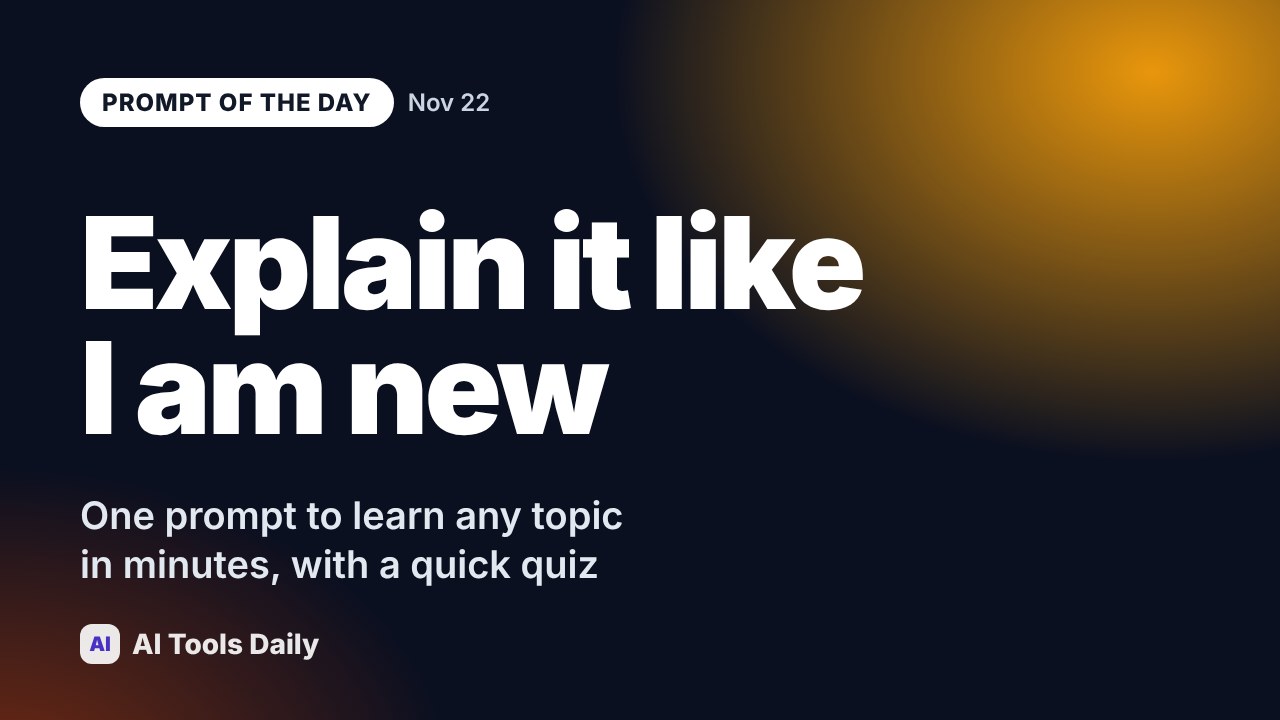 PROMPT OF THE DAY Nov 22
Explain it like
I am new
One prompt to learn any topic
in minutes, with a quick quiz
AI AI Tools Daily